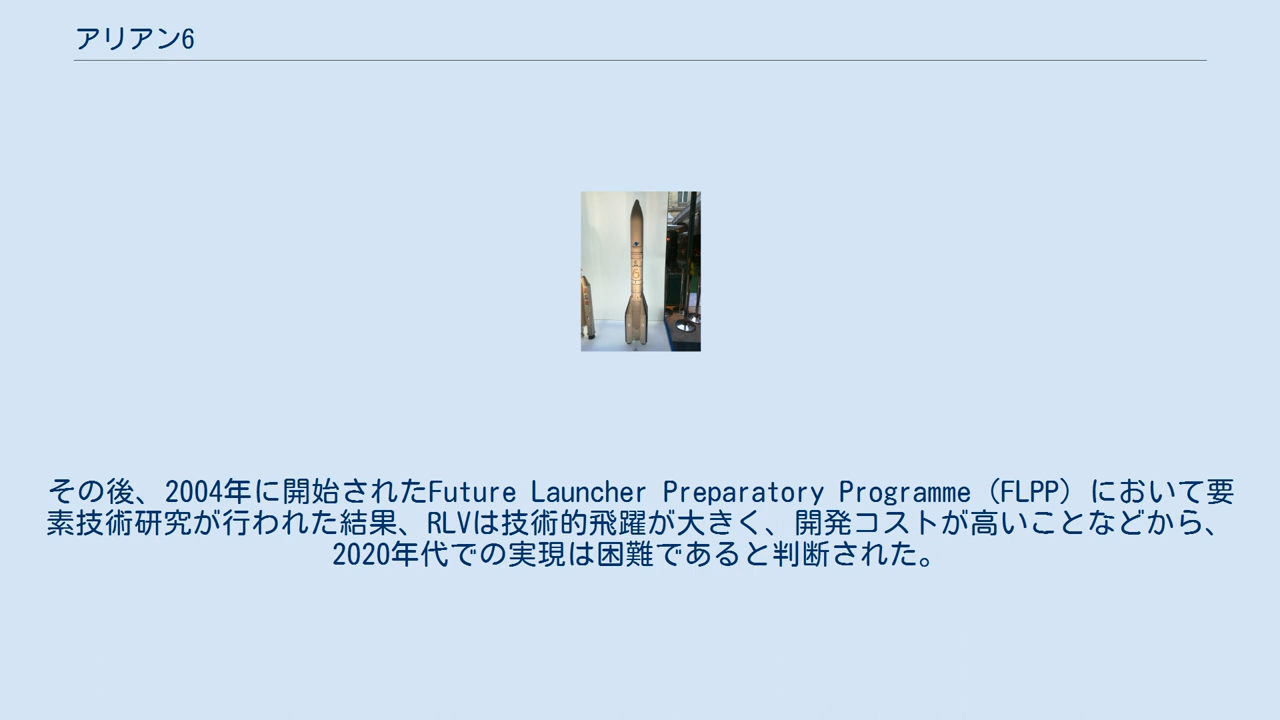 アリアン6
その後、2004年に開始されたFuture Launcher Preparatory Programme（FLPP）において要
素技術研究が行われた結果、RLVは技術的飛躍が大きく、開発コストが高いことなどから、
2020年代での実現は困難であると判断された。